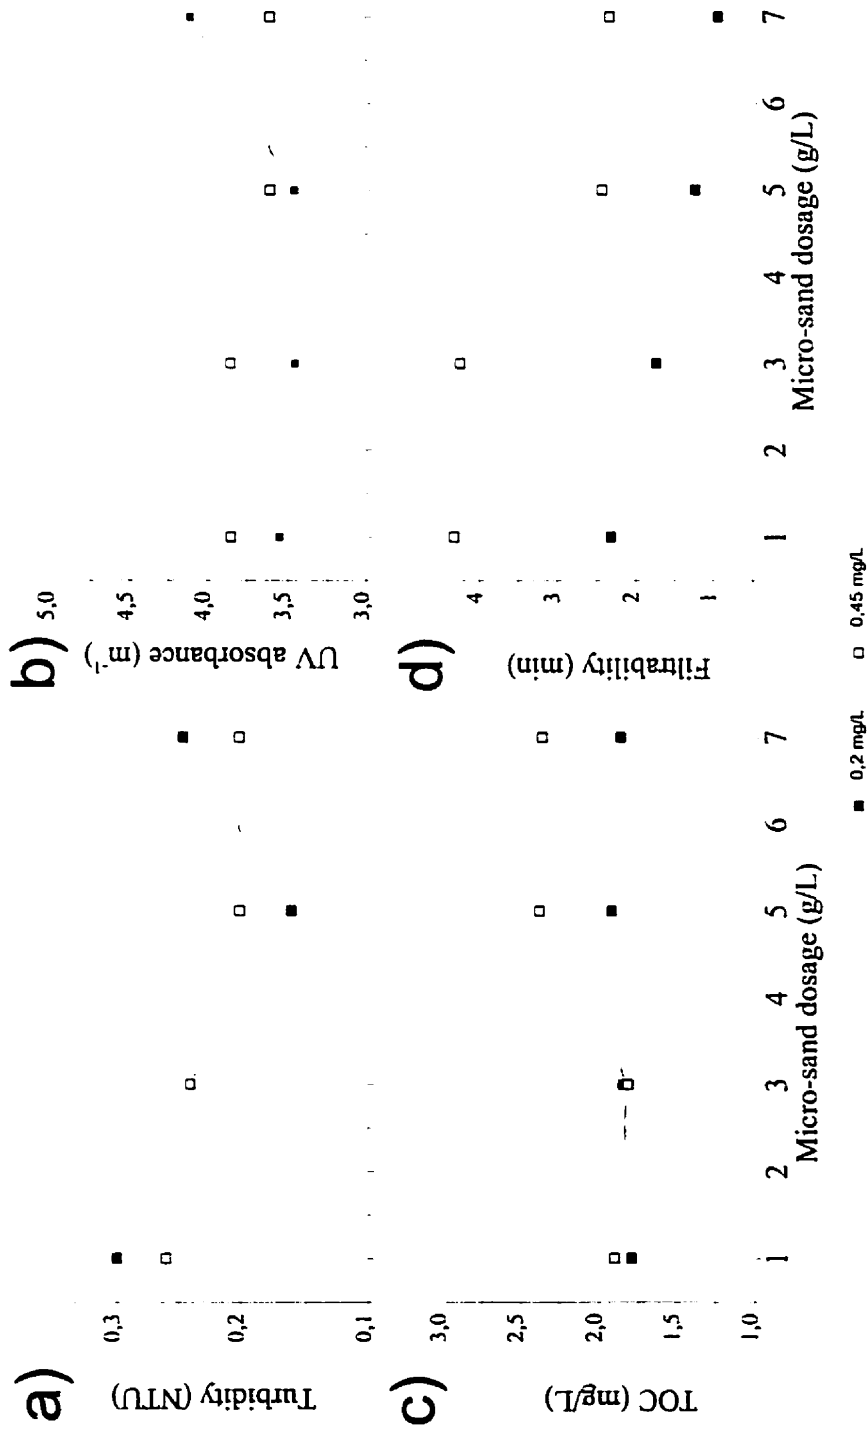 a)
Turbidity (NTU)
0,3
0,2
0,1
b)
UV absorbance (m⁻¹)
5,0
4,5
4,0
3,5
3,0
c)
TOC (mg/L)
3,0
2,5
2,0
1,5
1,0
1 2 3 4 5 6 7
Micro-sand dosage (g/L)
d)
Filtrability (min)
4
3
2
1
1 2 3 4 5 6 7
Micro-sand dosage (g/L)
0,2 mg/L 0,45 mg/L